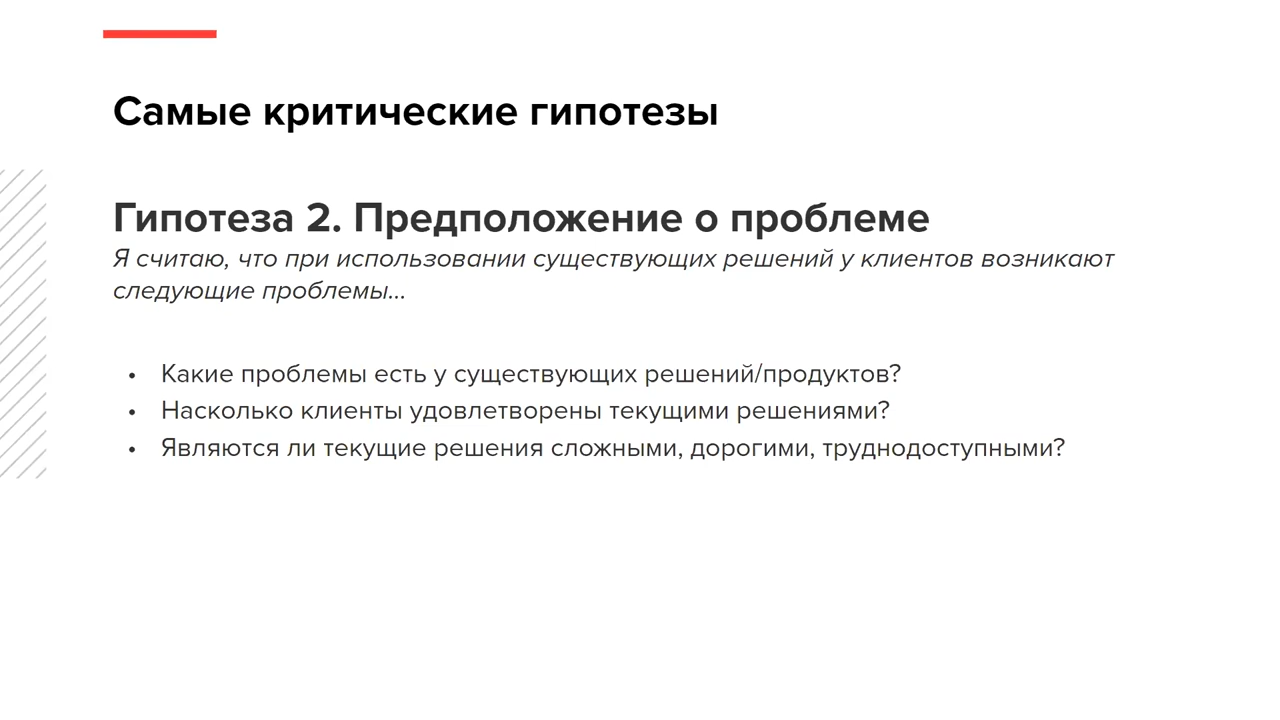 Самые критические гипотезы
Гипотеза 2. Предположение о проблеме
Я считаю, что при использовании существующих решений у клиентов возникают
следующие проблемы...
• Какие проблемы есть у существующих решений/продуктов?
• Насколько клиенты удовлетворены текущими решениями?
• Являются ли текущие решения сложными, дорогими, труднодоступными?